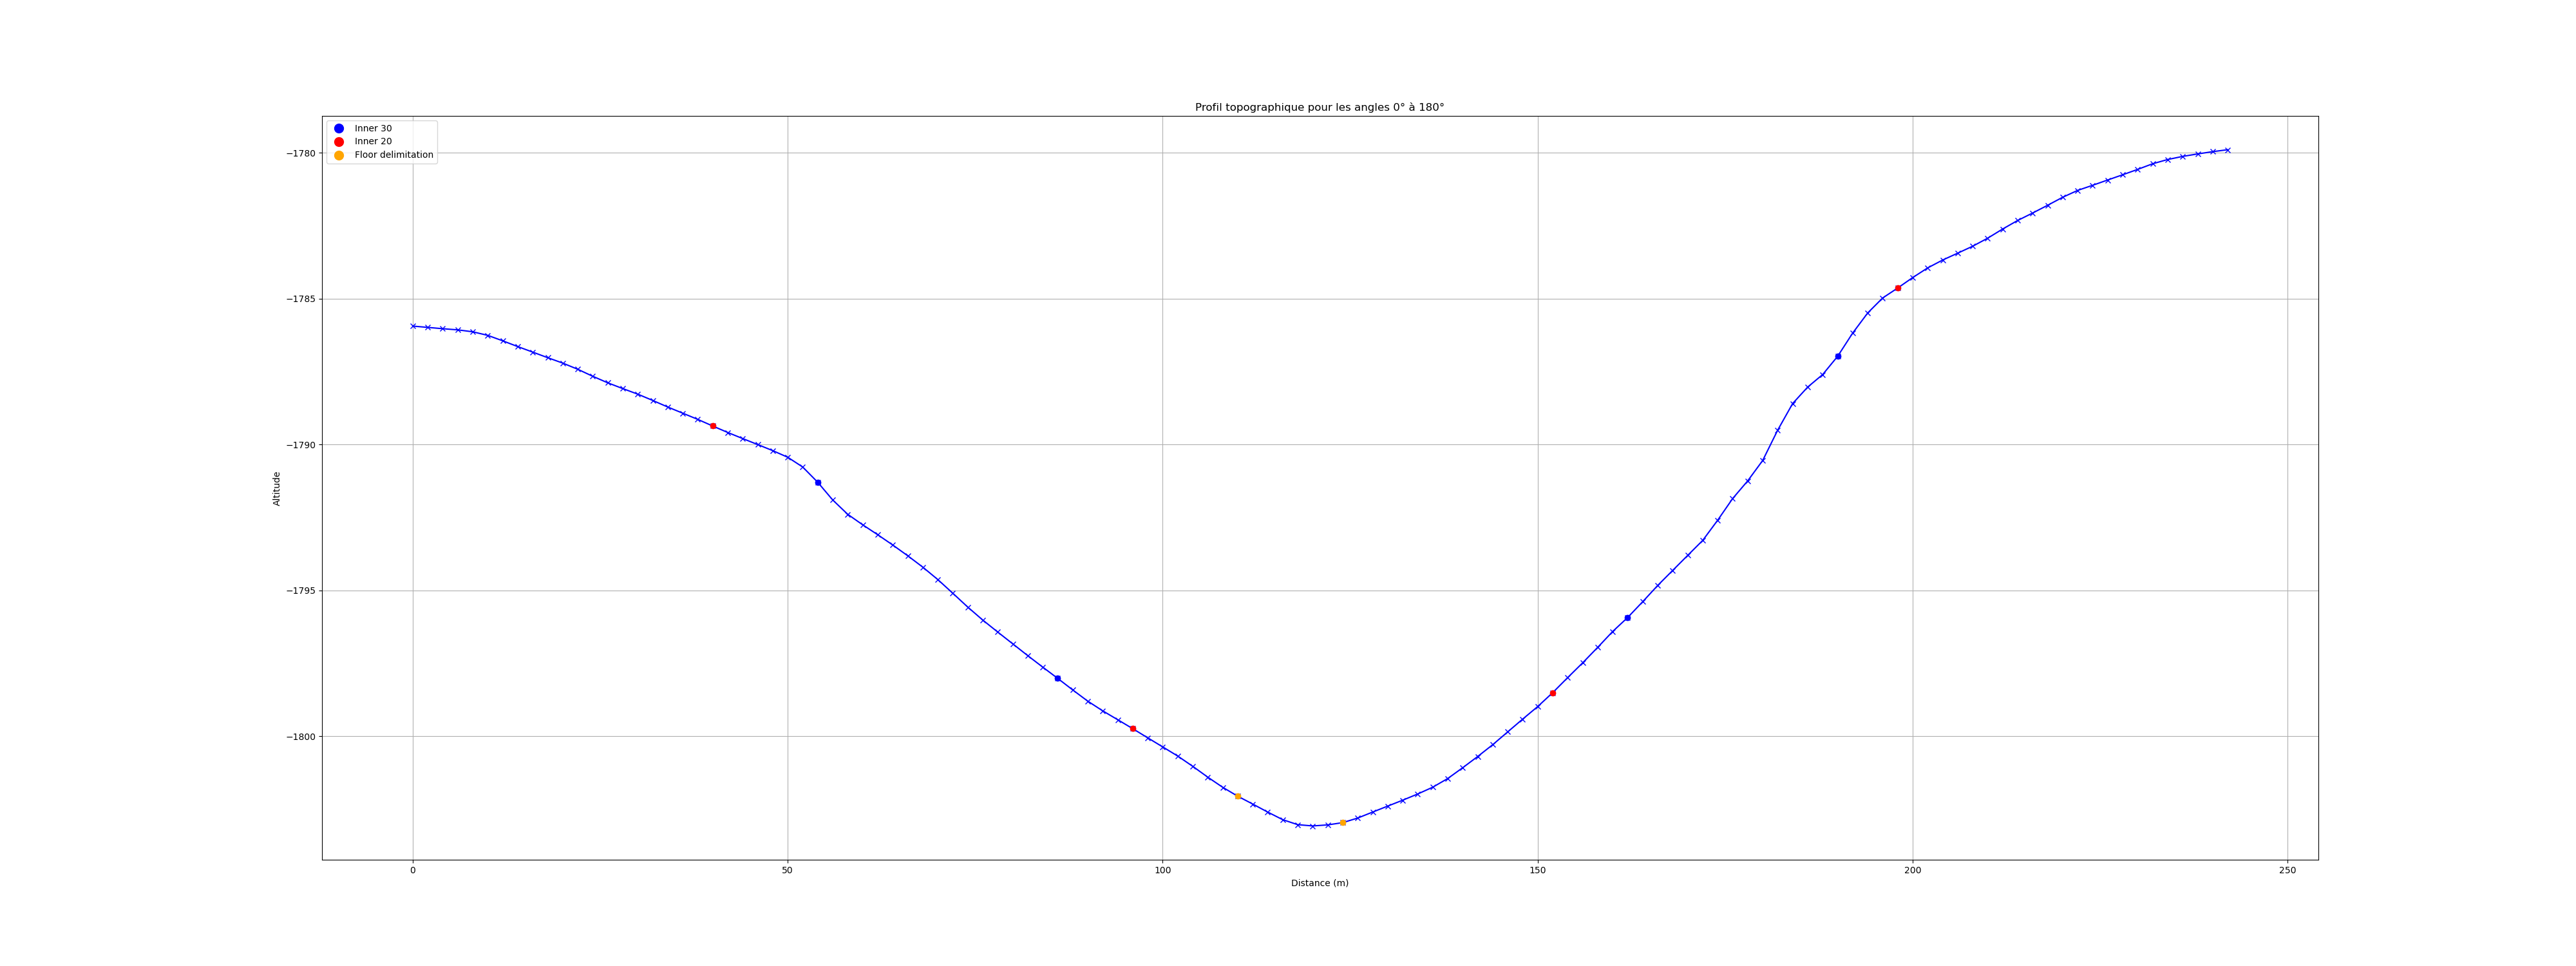 Profil topographique pour les angles 0° à 180°
Inner 30
Inner 20
Floor delimitation
−1780
−1785
−1790
−1795
−1800
Altitude
0 50 100 150 200 250
Distance (m)